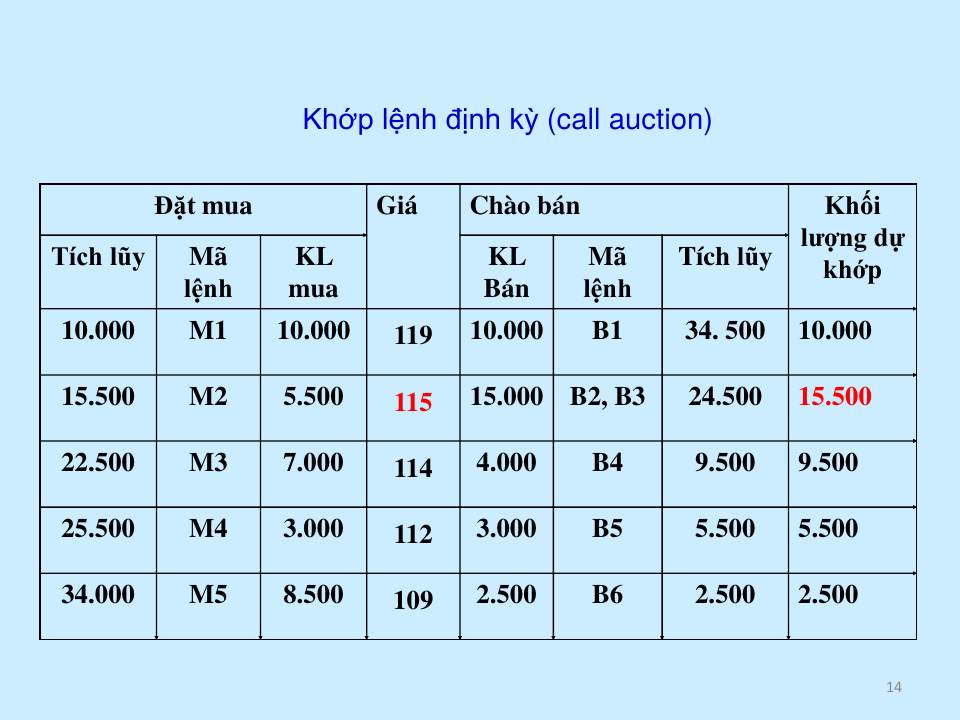 Khớp lệnh định kỳ (call auction)
Đặt mua Giá Chào bán Khối lượng dự khớp
Tích lũy Mã lệnh KL mua KL Bán Mã lệnh Tích lũy
10.000 M1 10.000 119 10.000 B1 34. 500 10.000
15.500 M2 5.500 115 15.000 B2, B3 24.500 15.500
22.500 M3 7.000 114 4.000 B4 9.500 9.500
25.500 M4 3.000 112 3.000 B5 5.500 5.500
34.000 M5 8.500 109 2.500 B6 2.500 2.500
14